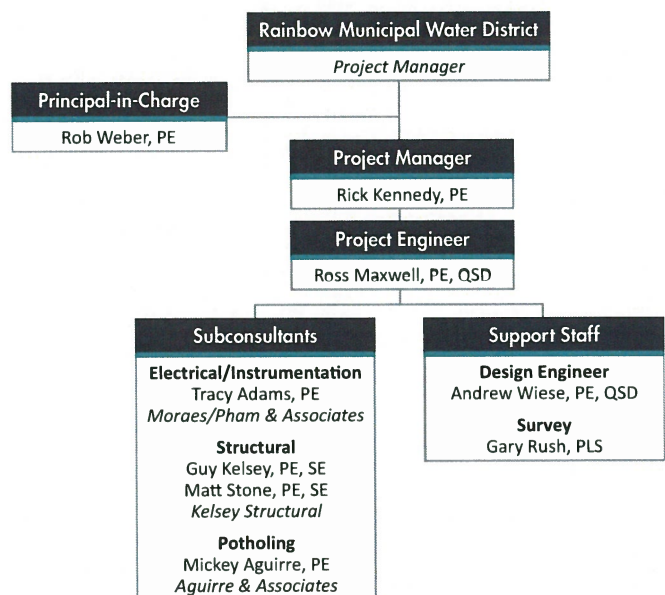 Rainbow Municipal Water District
Project Manager
Principal-in-Charge
Rob Weber, PE
Project Manager
Rick Kennedy, PE
Project Engineer
Ross Maxwell, PE, QSD
Subconsultants
Electrical/Instrumentation
Tracy Adams, PE
Moraes/Pham & Associates
Structural
Guy Kelsey, PE, SE
Matt Stone, PE, SE
Kelsey Structural
Potholing
Mickey Aguirre, PE
Aguirre & Associates
Support Staff
Design Engineer
Andrew Wiese, PE, QSD
Survey
Gary Rush, PLS